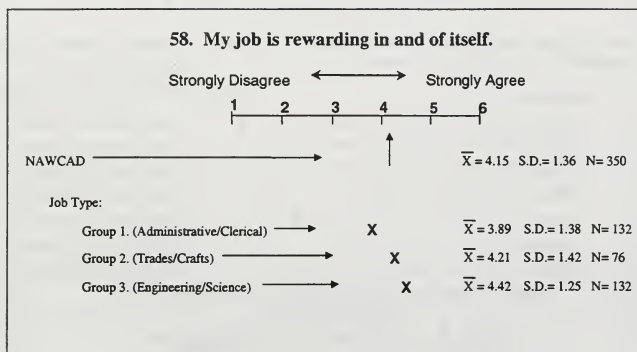 58. My job is rewarding in and of itself.
Strongly Disagree Strongly Agree
1 2 3 4 5 6
NAWCAD X̄ = 4.15 S.D.= 1.36 N= 350
Job Type:
Group 1. (Administrative/Clerical) X X̄ = 3.89 S.D.= 1.38 N= 132
Group 2. (Trades/Crafts) X X̄ = 4.21 S.D.= 1.42 N= 76
Group 3. (Engineering/Science) X X̄ = 4.42 S.D.= 1.25 N= 132